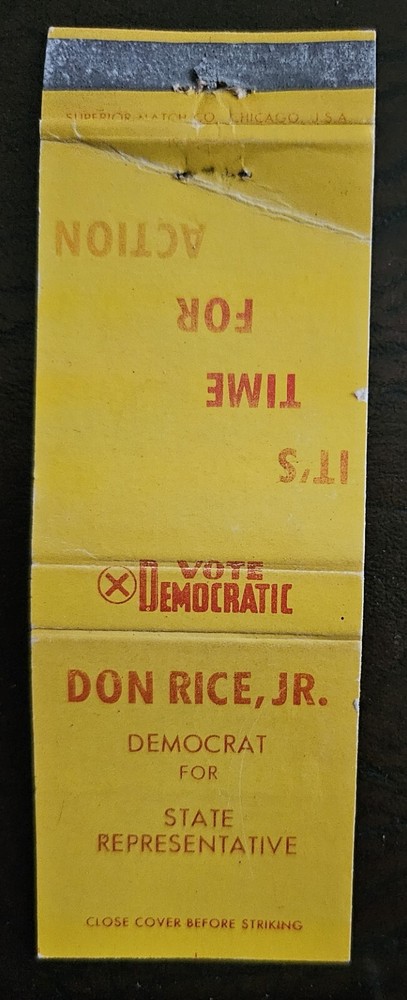 SUPERIOR MATCH CO. CHICAGO, U.S.A.
IT'S
TIME
FOR
ACTION
VOTE
DEMOCRATIC
DON RICE, JR.
DEMOCRAT
FOR
STATE
REPRESENTATIVE
CLOSE COVER BEFORE STRIKING